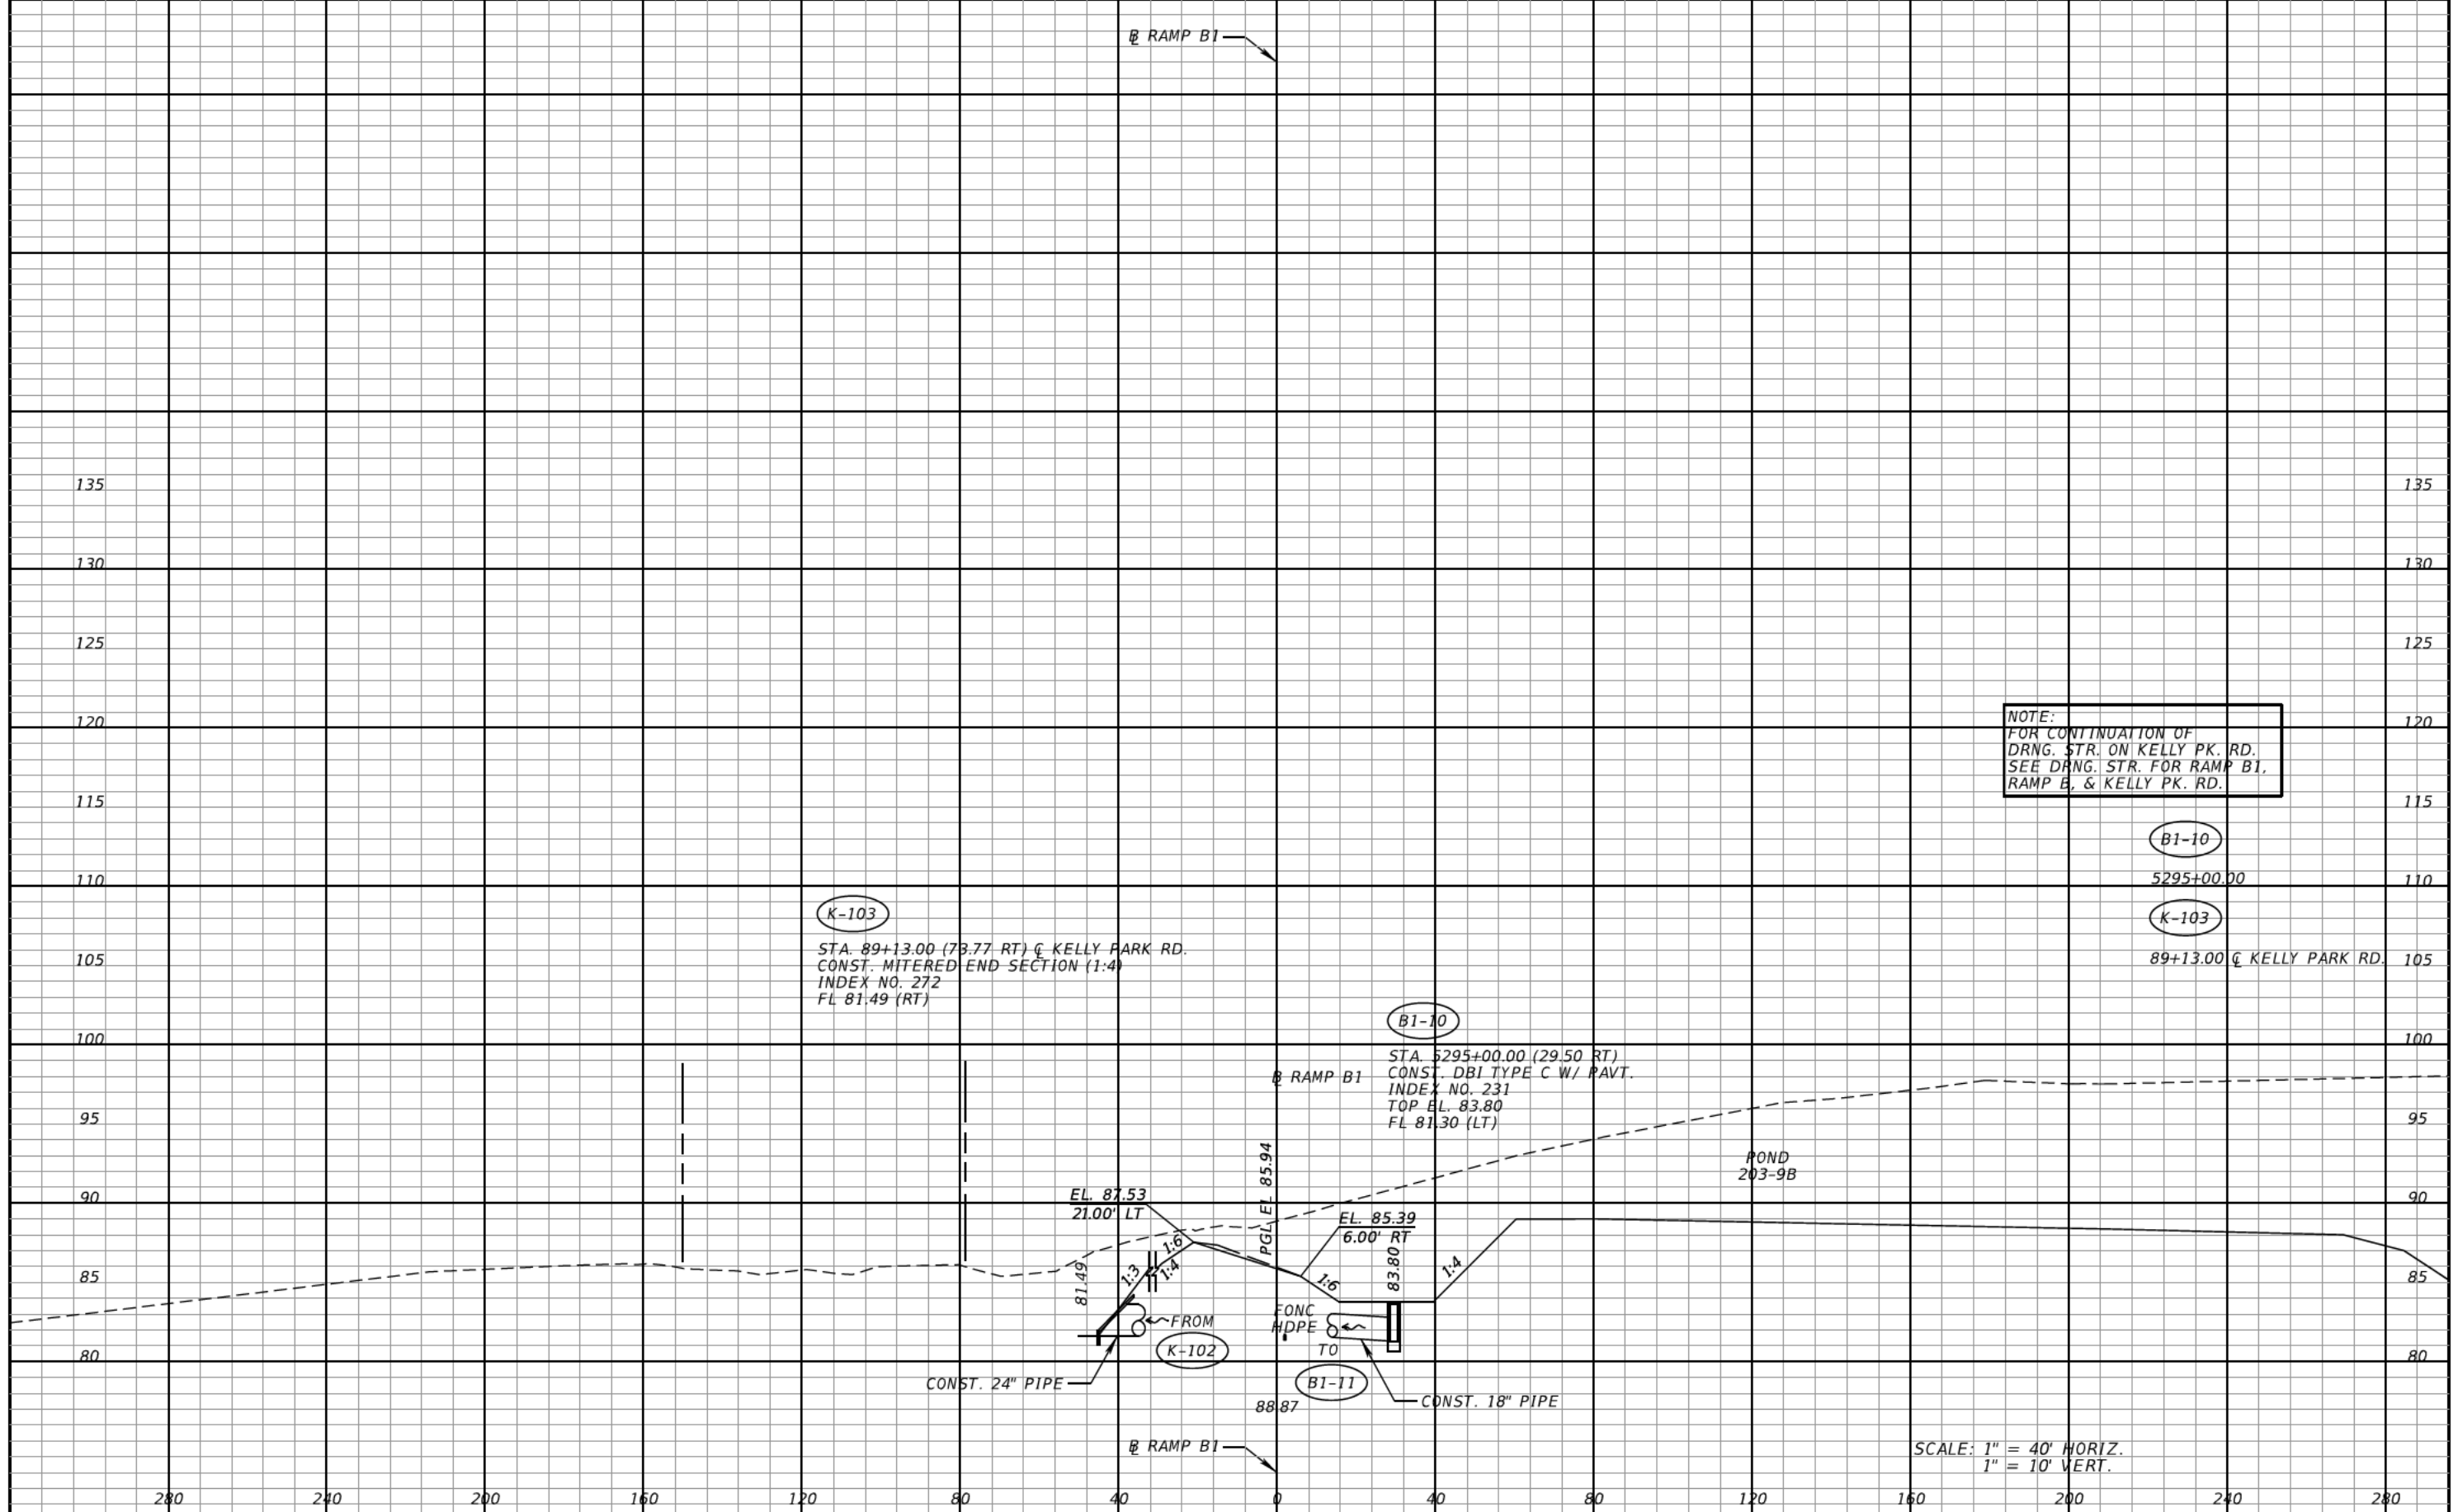 ℄ RAMP B1
135 135
130 130
125 125
120 120
NOTE:
FOR CONTINUATION OF
DRNG. STR. ON KELLY PK. RD.
SEE DRNG. STR. FOR RAMP B1,
RAMP B, & KELLY PK. RD.
115 115
B1-10
5295+00.00
110 110
K-103
89+13.00 ℄ KELLY PARK RD.
105 105
K-103
STA. 89+13.00 (73.77 RT) ℄ KELLY PARK RD.
CONST. MITERED END SECTION (1:4)
INDEX NO. 272
FL 81.49 (RT)
B1-10
STA. 5295+00.00 (29.50 RT)
CONST. DBI TYPE C W/ PAVT.
INDEX NO. 231
TOP EL. 83.80
FL 81.30 (LT)
100 100
℄ RAMP B1
95 95
PGL EL 85.94
POND
203-9B
90 90
EL. 87.53
21.00' LT
EL. 85.39
6.00' RT
81.49
1:3
1:6
1:4
1:6
83.80
1:4
85 85
FROM
K-102
FONC
HDPE
TO
B1-11
80 80
CONST. 24" PIPE
CONST. 18" PIPE
88.87
℄ RAMP B1
SCALE: 1" = 40' HORIZ.
1" = 10' VERT.
280 240 200 160 120 80 40 0 40 80 120 160 200 240 280